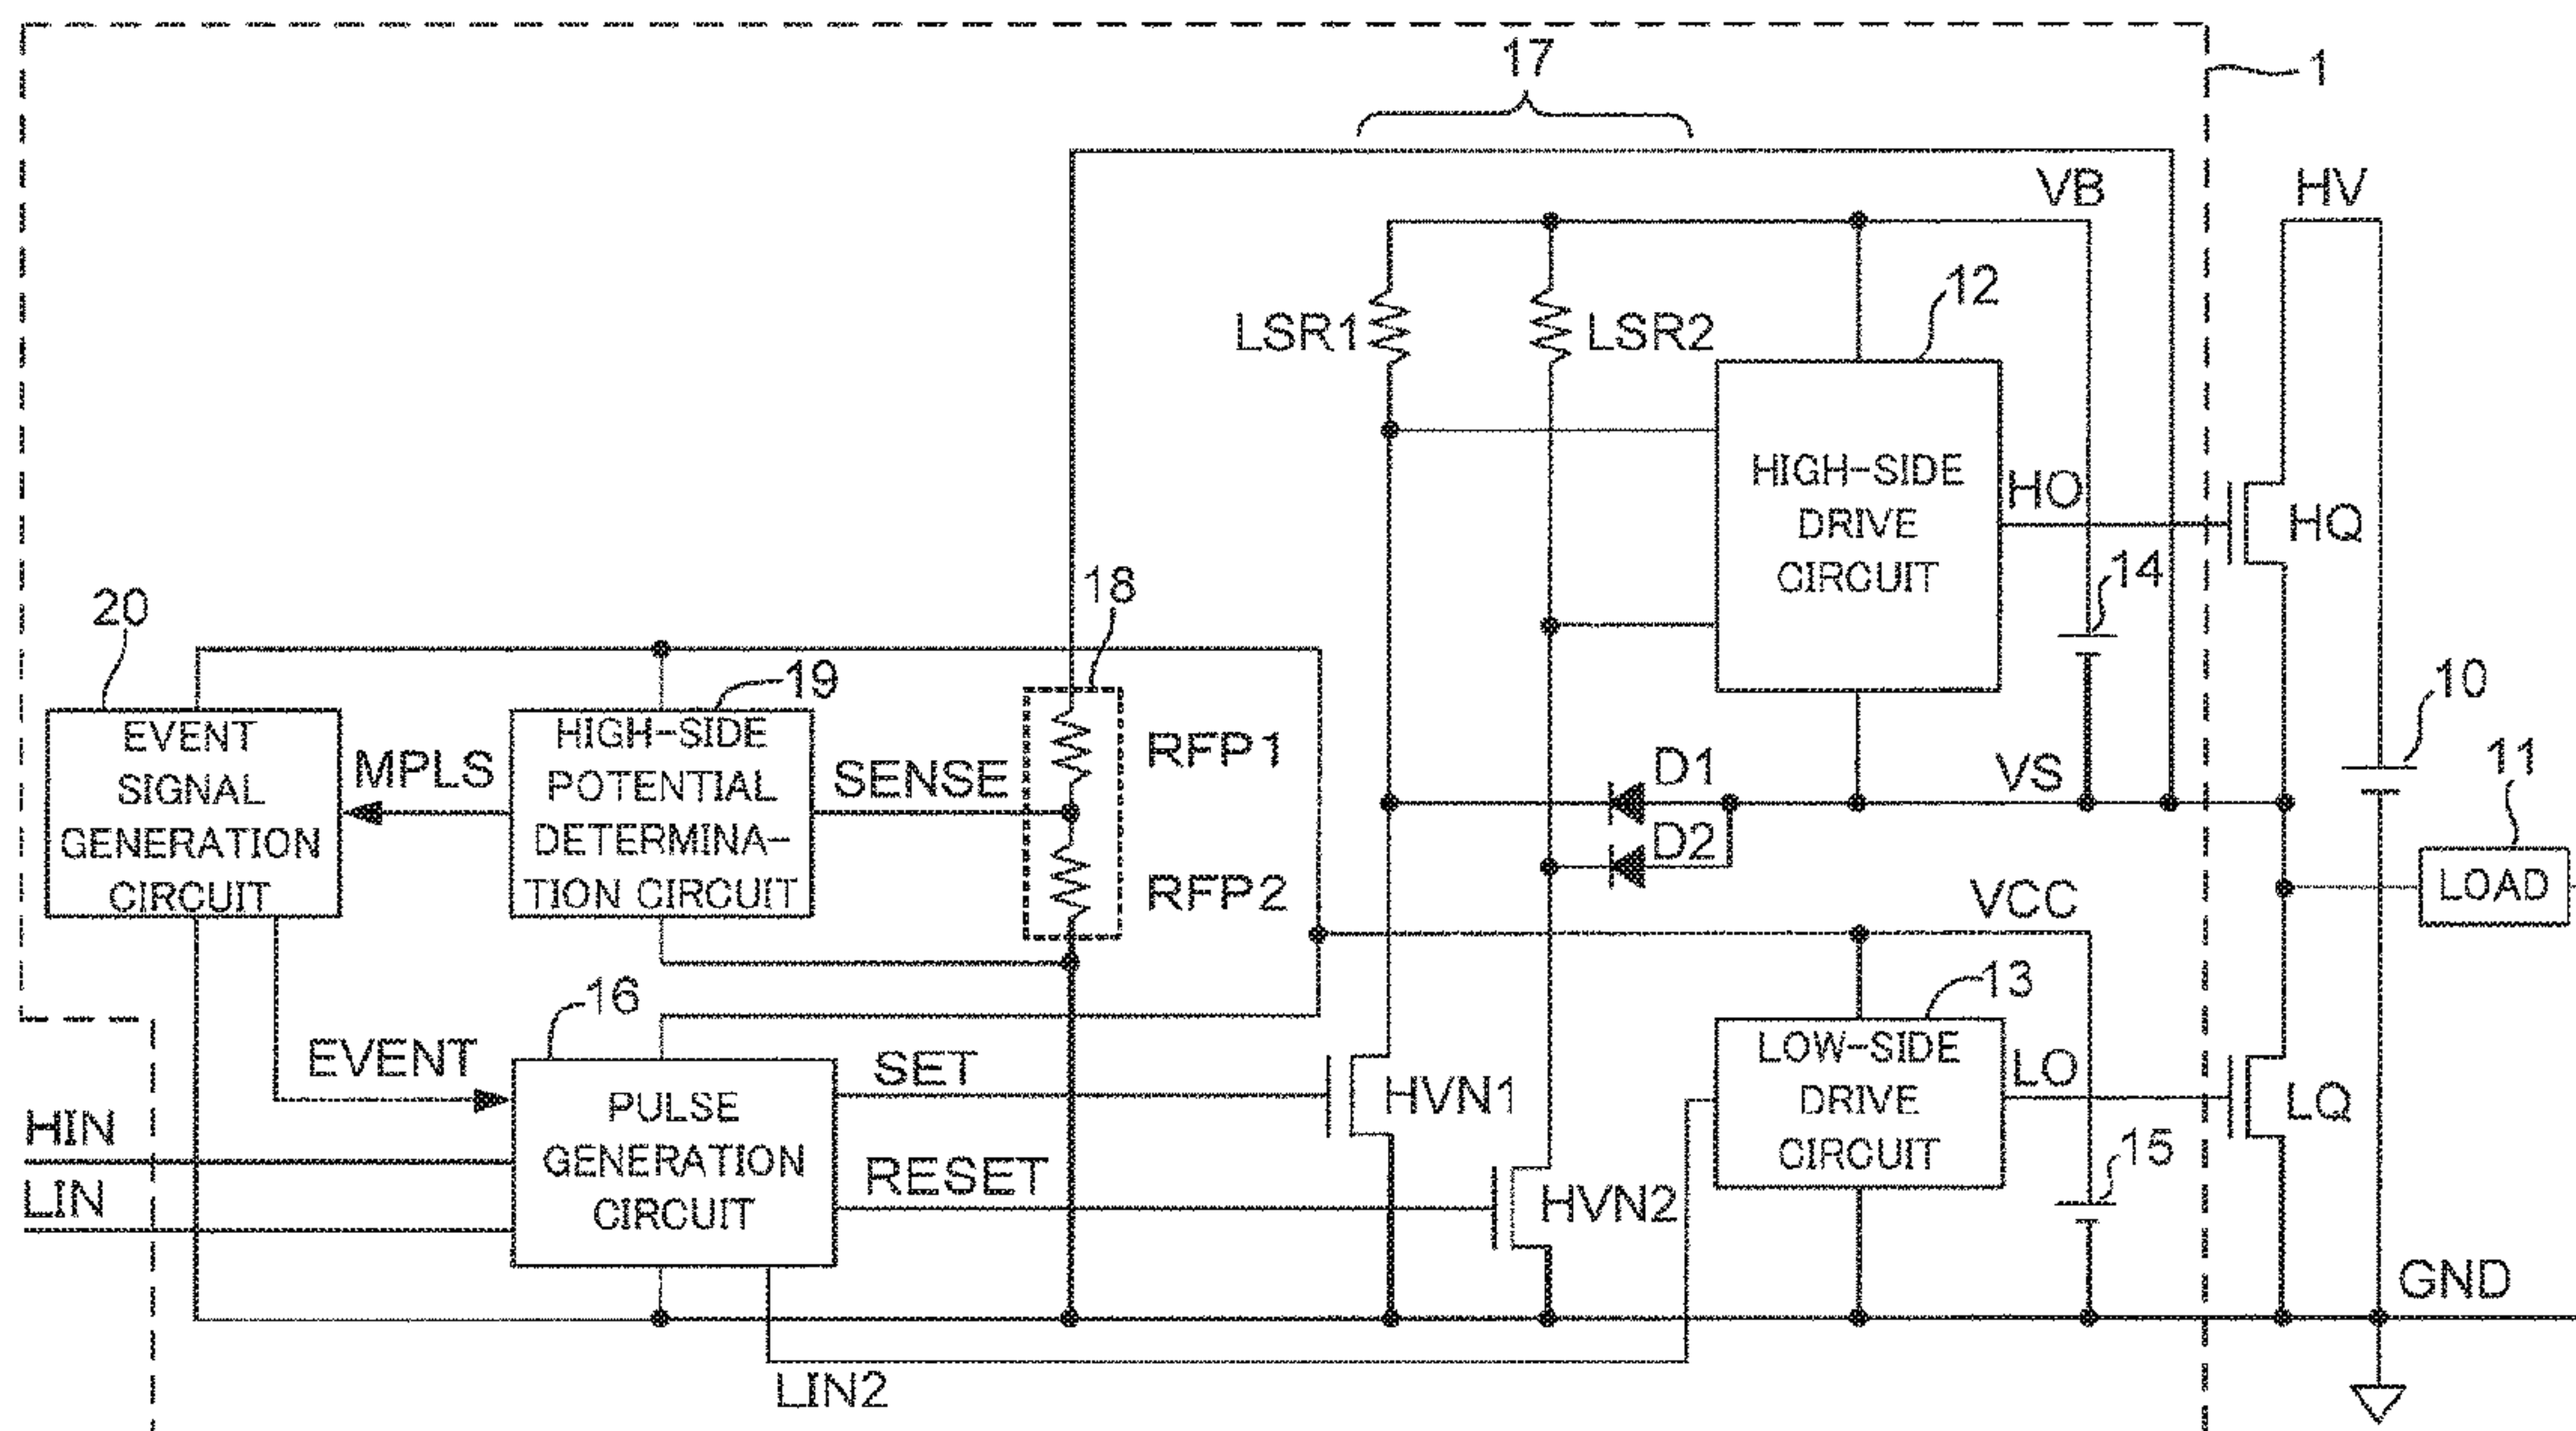 17
1
VB
HV
LSR1
LSR2
12
HIGH-SIDE
DRIVE
CIRCUIT
HO
HQ
14
10
18
20
19
EVENT
SIGNAL
GENERATION
CIRCUIT
MPLS
HIGH-SIDE
POTENTIAL
DETERMINA-
TION CIRCUIT
SENSE
RFP1
RFP2
D1
D2
VS
11
LOAD
VCC
16
13
EVENT
HIN
LIN
PULSE
GENERATION
CIRCUIT
SET
RESET
HVN1
HVN2
LOW-SIDE
DRIVE
CIRCUIT
LO
LQ
15
GND
LIN2